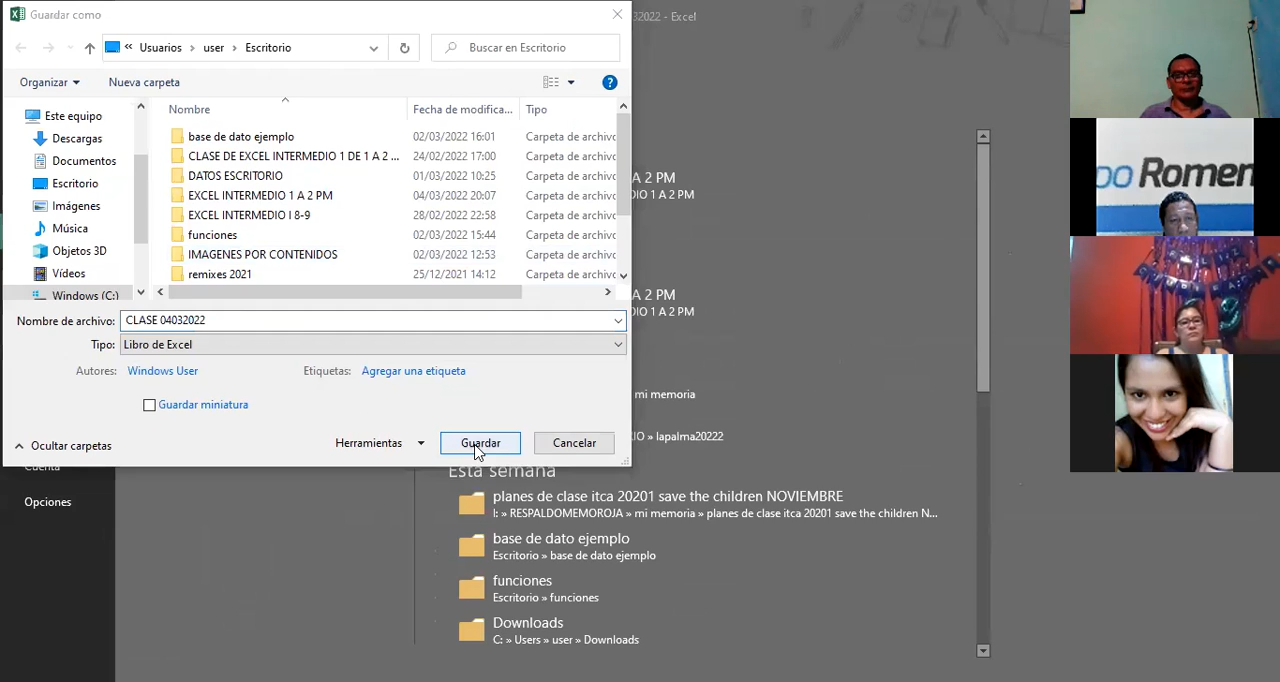 Guardar como
2022 - Excel
« Usuarios › user › Escritorio
Buscar en Escritorio
Organizar
Nueva carpeta
Este equipo
Descargas
Documentos
Escritorio
Imágenes
Música
Objetos 3D
Vídeos
Windows (C:)
Nombre Fecha de modifica... Tipo
base de dato ejemplo 02/03/2022 16:01 Carpeta de archivo
CLASE DE EXCEL INTERMEDIO 1 DE 1 A 2 ... 24/02/2022 17:00 Carpeta de archivo
DATOS ESCRITORIO 01/03/2022 10:25 Carpeta de archivo
EXCEL INTERMEDIO 1 A 2 PM 04/03/2022 20:07 Carpeta de archivo
EXCEL INTERMEDIO I 8-9 28/02/2022 22:58 Carpeta de archivo
funciones 02/03/2022 15:44 Carpeta de archivo
IMAGENES POR CONTENIDOS 02/03/2022 12:53 Carpeta de archivo
remixes 2021 25/12/2021 14:12 Carpeta de archivo
Nombre de archivo: CLASE 04032022
Tipo: Libro de Excel
Autores: Windows User Etiquetas: Agregar una etiqueta
Guardar miniatura
Ocultar carpetas
Herramientas
Guardar
Cancelar
Cuenta
Opciones
A 2 PM
DIO 1 A 2 PM
A 2 PM
DIO 1 A 2 PM
mi memoria
IO » lapalma20222
Esta semana
planes de clase itca 20201 save the children NOVIEMBRE
I: » RESPALDOMEMOROJA » mi memoria » planes de clase itca 20201 save the children N...
base de dato ejemplo
Escritorio » base de dato ejemplo
funciones
Escritorio » funciones
Downloads
C: » Users » user » Downloads
po Romen